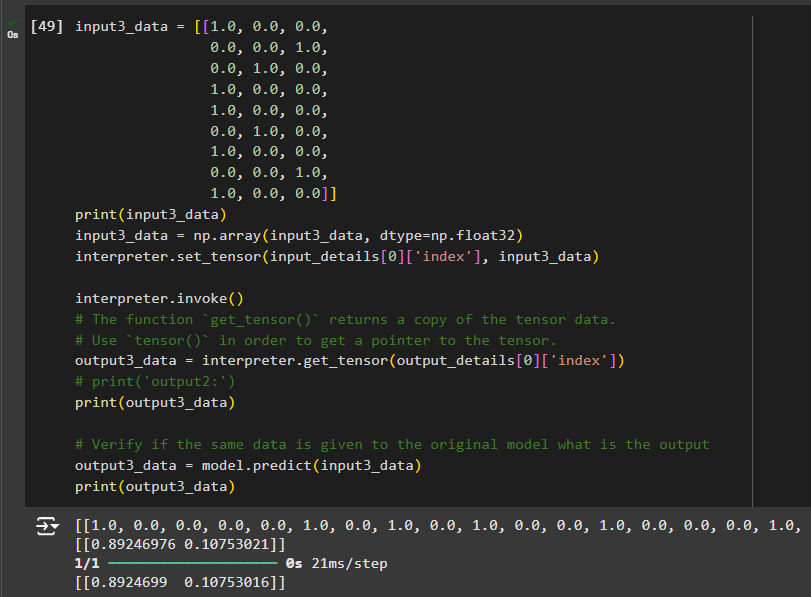 [49] input3_data = [[1.0, 0.0, 0.0,
0.0, 0.0, 1.0,
0.0, 1.0, 0.0,
1.0, 0.0, 0.0,
1.0, 0.0, 0.0,
0.0, 1.0, 0.0,
1.0, 0.0, 0.0,
0.0, 0.0, 1.0,
1.0, 0.0, 0.0]]
0s
print(input3_data)
input3_data = np.array(input3_data, dtype=np.float32)
interpreter.set_tensor(input_details[0]['index'], input3_data)
interpreter.invoke()
# The function `get_tensor()` returns a copy of the tensor data.
# Use `tensor()` in order to get a pointer to the tensor.
output3_data = interpreter.get_tensor(output_details[0]['index'])
# print('output2:')
print(output3_data)
# Verify if the same data is given to the original model what is the output
output3_data = model.predict(input3_data)
print(output3_data)
[[1.0, 0.0, 0.0, 0.0, 0.0, 1.0, 0.0, 1.0, 0.0, 1.0, 0.0, 0.0, 1.0, 0.0, 0.0, 0.0, 1.0,
[[0.89246976 0.10753021]]
1/1 0s 21ms/step
[[0.8924699 0.10753016]]